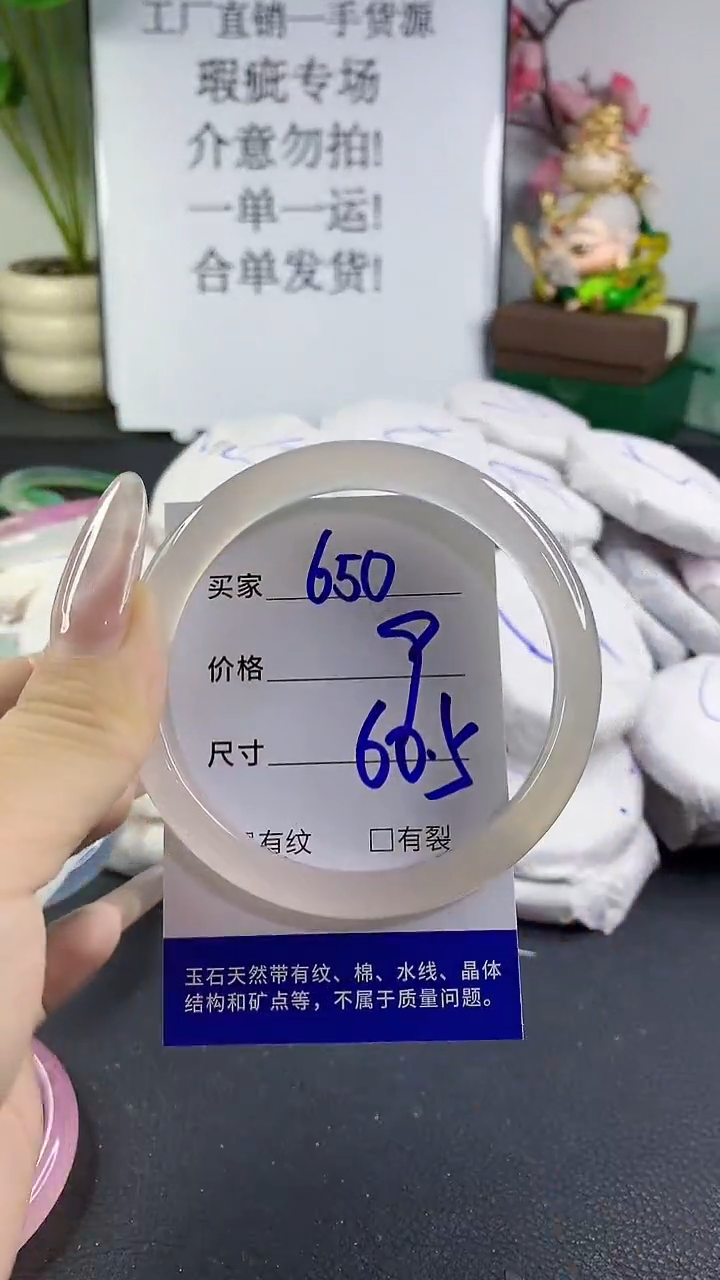 工厂直销一手货源
瑕疵专场
介意勿拍!
一单一运!
合单发货!
买家 650
价格
尺寸 60.5
有纹 □有裂
玉石天然带有纹、棉、水线、晶体
结构和矿点等，不属于质量问题。